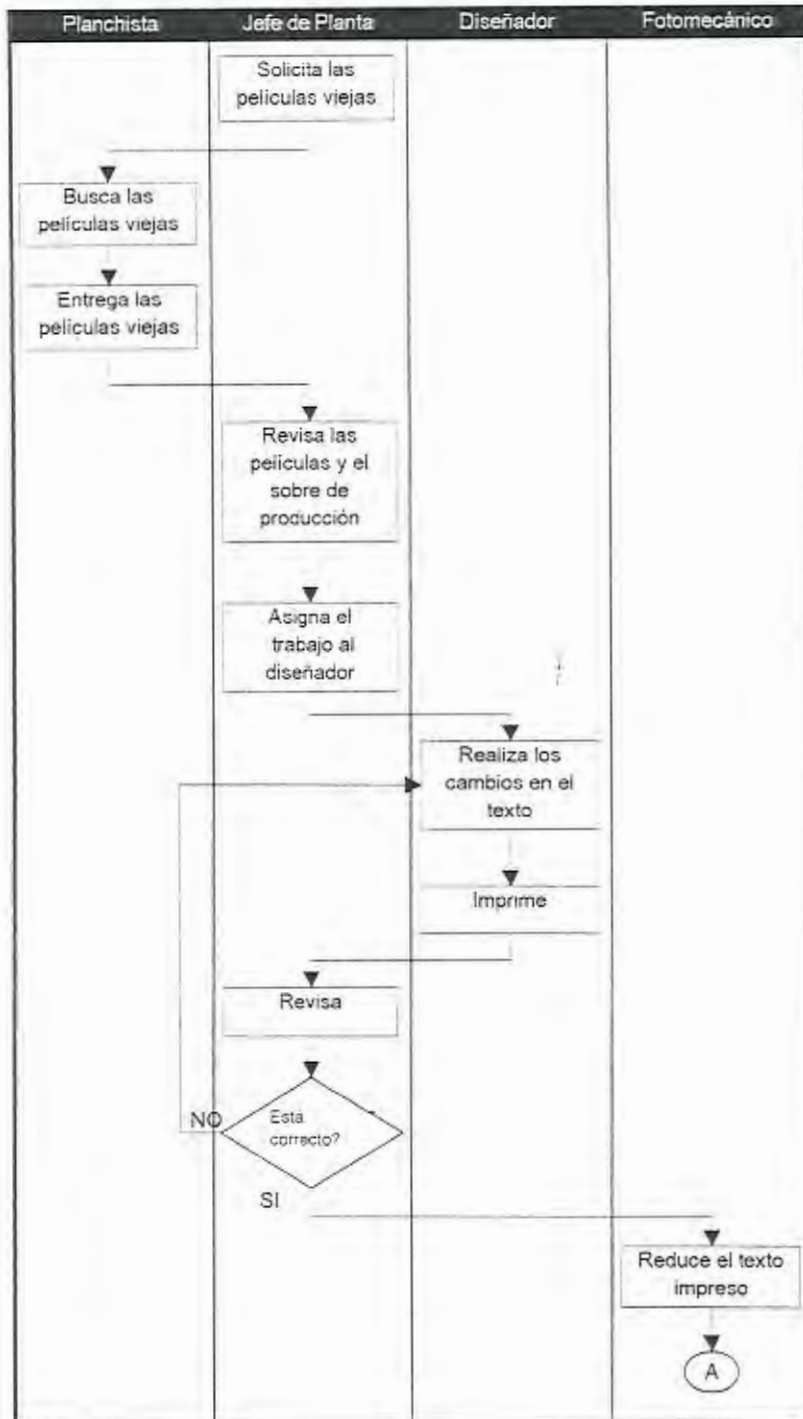 Planchista Jefe de Planta Diseñador Fotomecánico
Solicita las
películas viejas
Busca las
películas viejas
Entrega las
películas viejas
Revisa las
películas y el
sobre de
producción
Asigna el
trabajo al
diseñador
Realiza los
cambios en el
texto
Imprime
Revisa
NO
Está
correcto?
SI
Reduce el texto
impreso
A